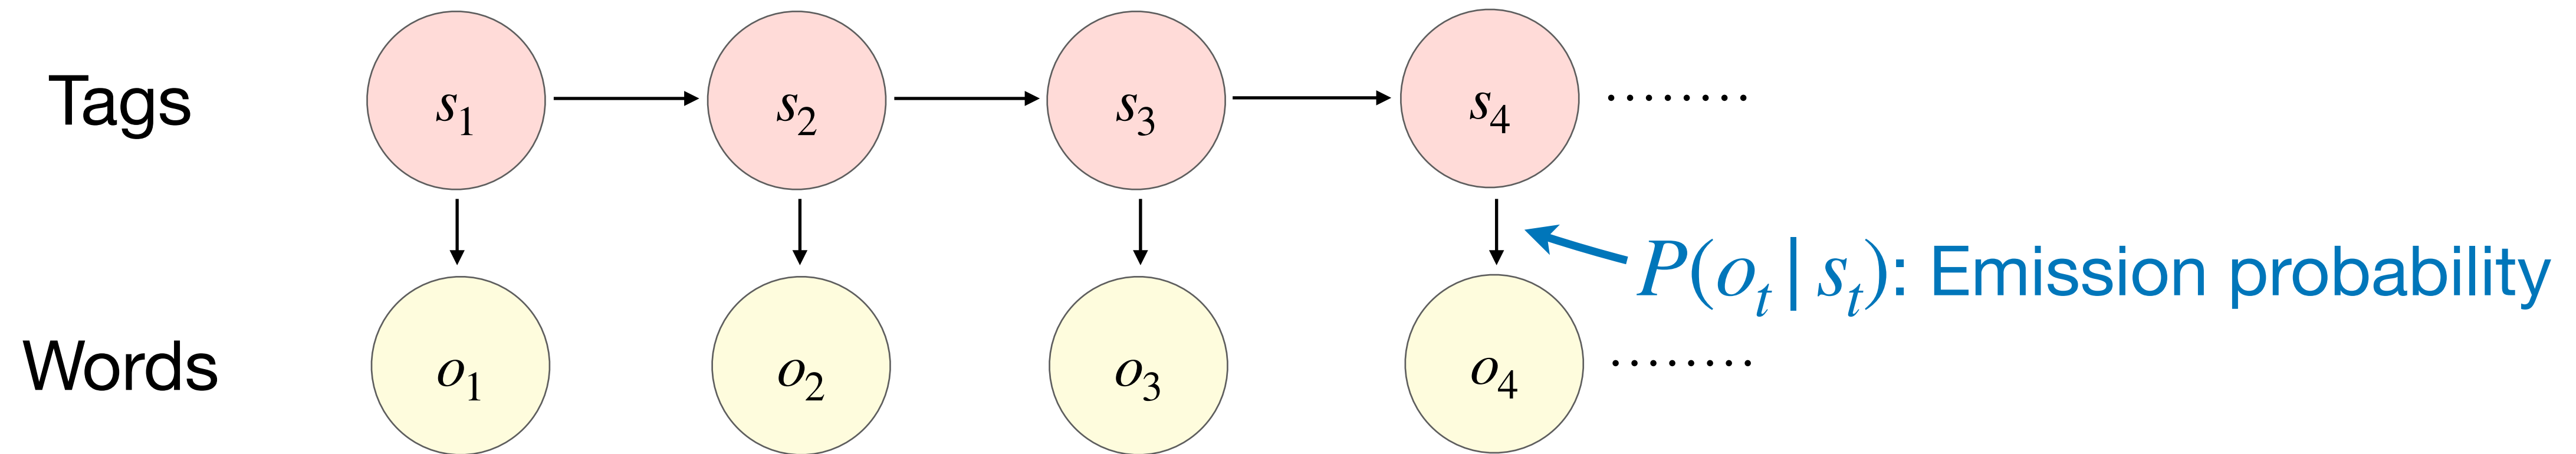 Tags s₁ s₂ s₃ s₄ ........
P(oₜ | sₜ): Emission probability
Words o₁ o₂ o₃ o₄ ........